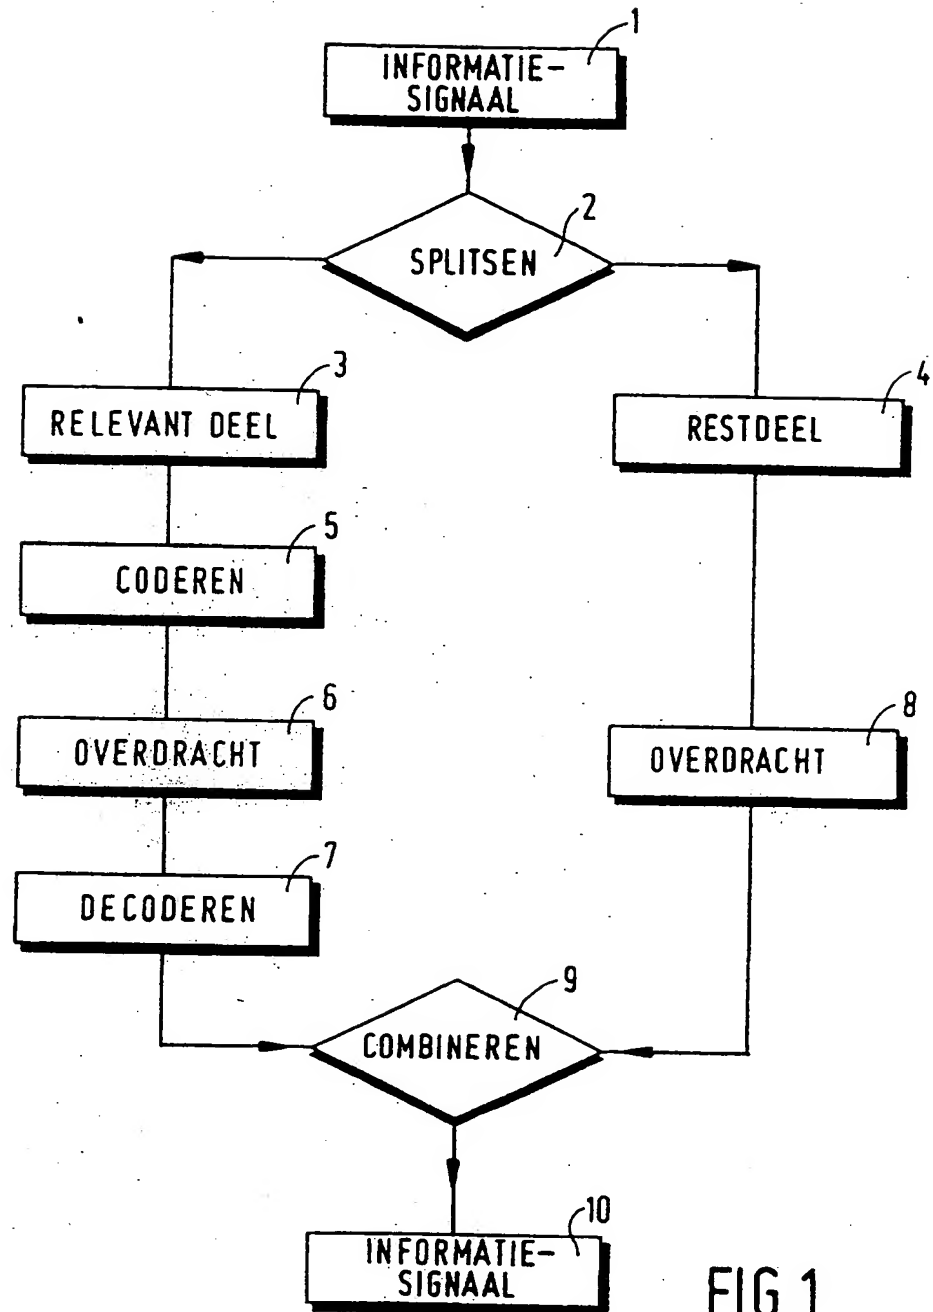 1
INFORMATIE-
SIGNAAL
2
SPLITSEN
3
RELEVANT DEEL
4
RESTDEEL
5
CODEREN
6
OVERDRACHT
8
OVERDRACHT
7
DECODEREN
9
COMBINEREN
10
INFORMATIE-
SIGNAAL
FIG.1